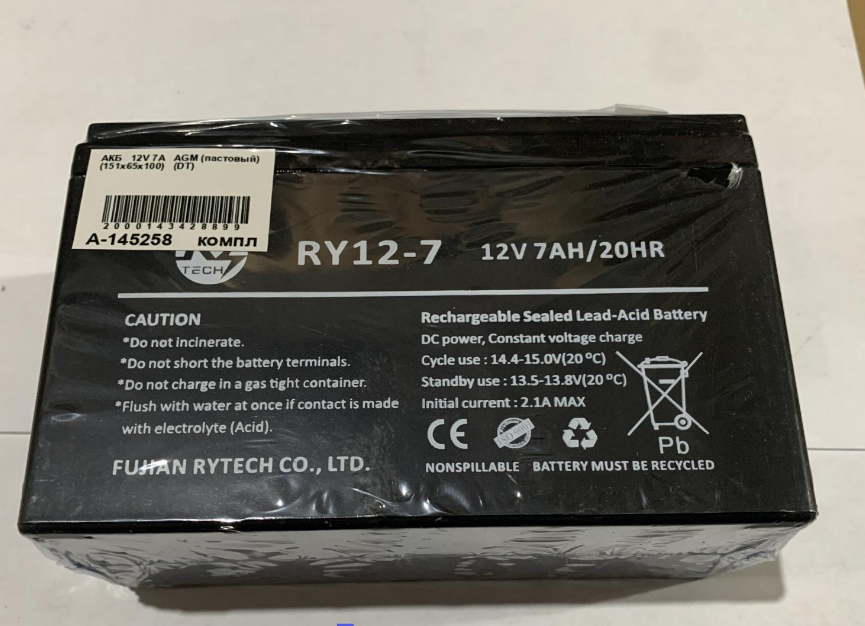 АКБ 12V 7A AGM (пастовый)
(151x65x100) (DT)
2000143428899
А-145258 КОМПЛ
TECH
RY12-7 12V 7AH/20HR
CAUTION
*Do not incinerate.
*Do not short the battery terminals.
*Do not charge in a gas tight container.
*Flush with water at once if contact is made
with electrolyte (Acid).
FUJIAN RYTECH CO., LTD.
Rechargeable Sealed Lead-Acid Battery
DC power, Constant voltage charge
Cycle use : 14.4-15.0V(20 °C)
Standby use : 13.5-13.8V(20 °C)
Initial current : 2.1A MAX
CE ISO 9001
Pb
NONSPILLABLE BATTERY MUST BE RECYCLED